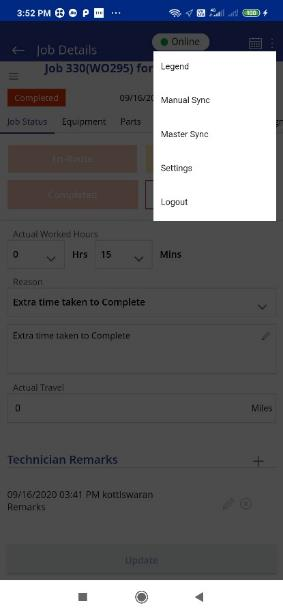 3:52 PM
Job Details
Online
Job 330(WO295) for
Completed
09/16/20
Job Status Equipment Parts
En-Route
Completed
Legend
Manual Sync
Master Sync
Settings
Logout
Actual Worked Hours
0 Hrs 15 Mins
Reason
Extra time taken to Complete
Extra time taken to Complete
Actual Travel
0 Miles
Technician Remarks
09/16/2020 03:41 PM kottiswaran
Remarks
Update